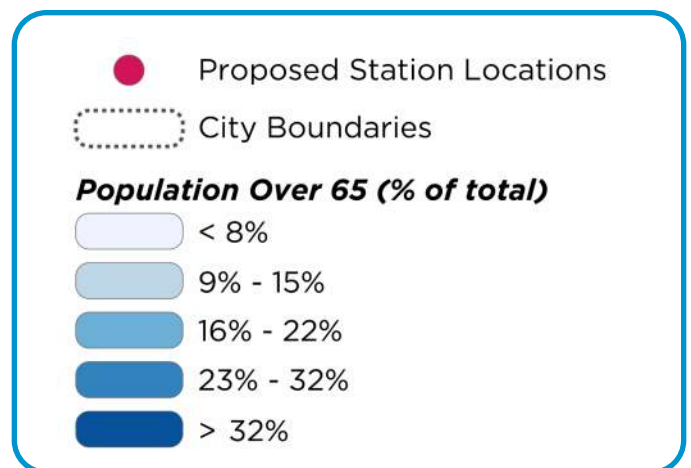 Proposed Station Locations
City Boundaries
Population Over 65 (% of total)
< 8%
9% - 15%
16% - 22%
23% - 32%
> 32%